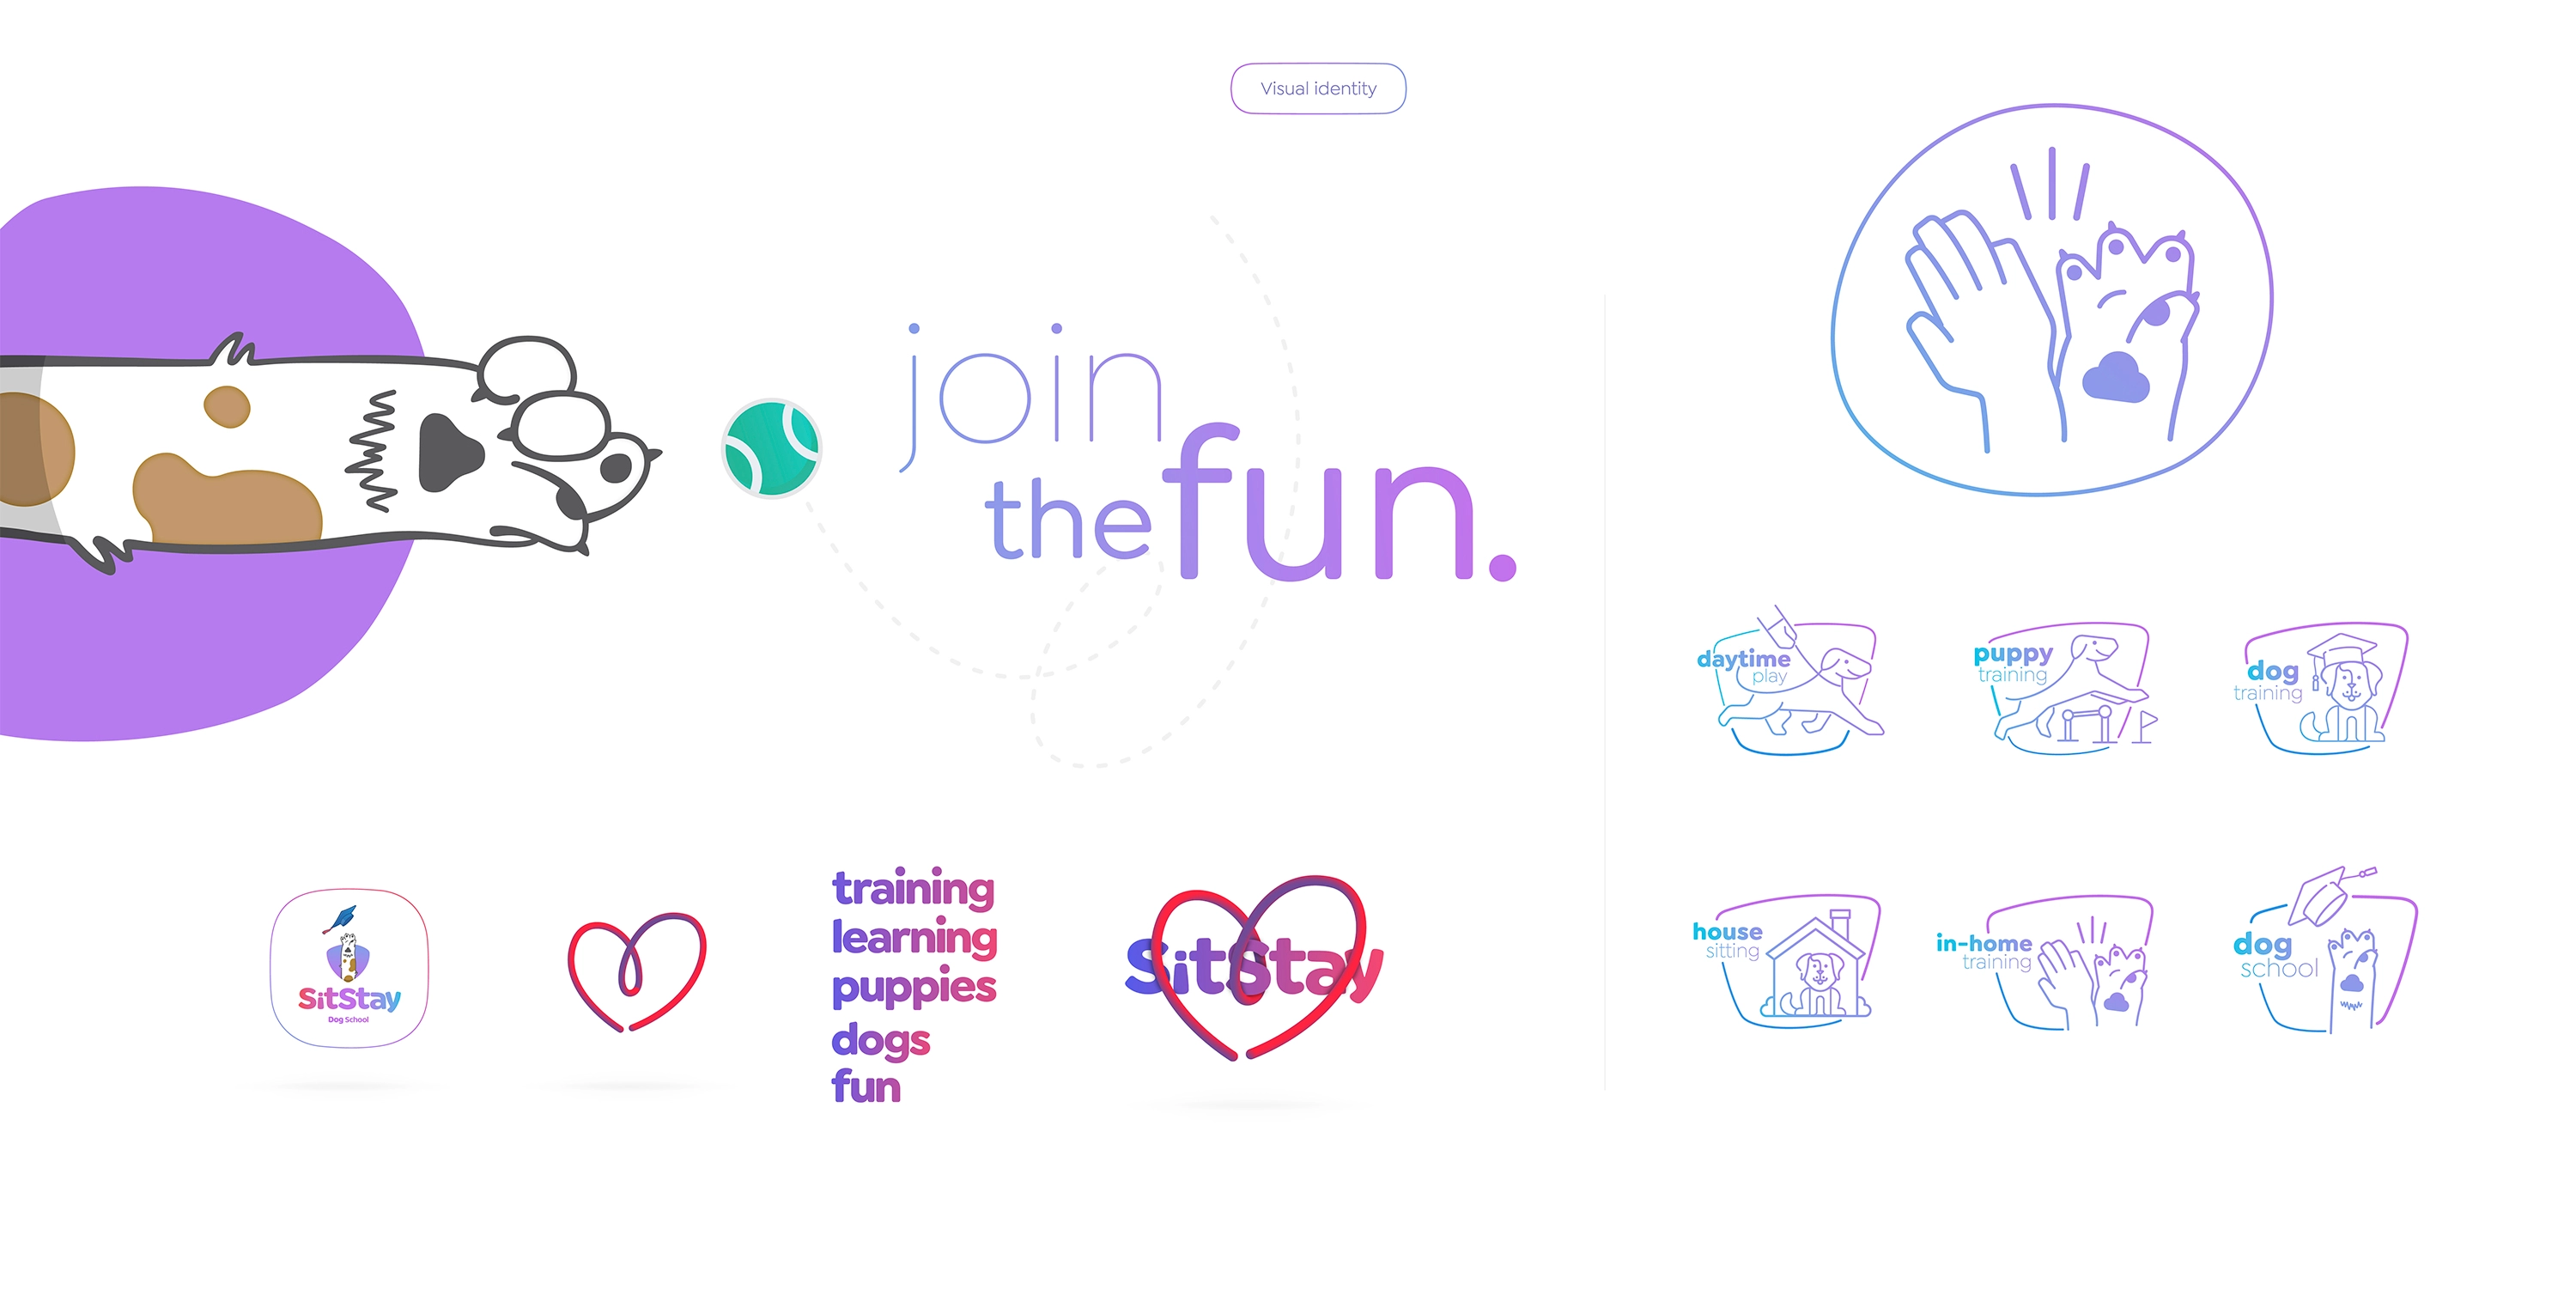 Visual identity
join
the fun.
daytime
play
puppy
training
dog
training
SitStay
Dog School
training
learning
puppies
dogs
fun
SitStay
house
sitting
in-home
training
dog
school